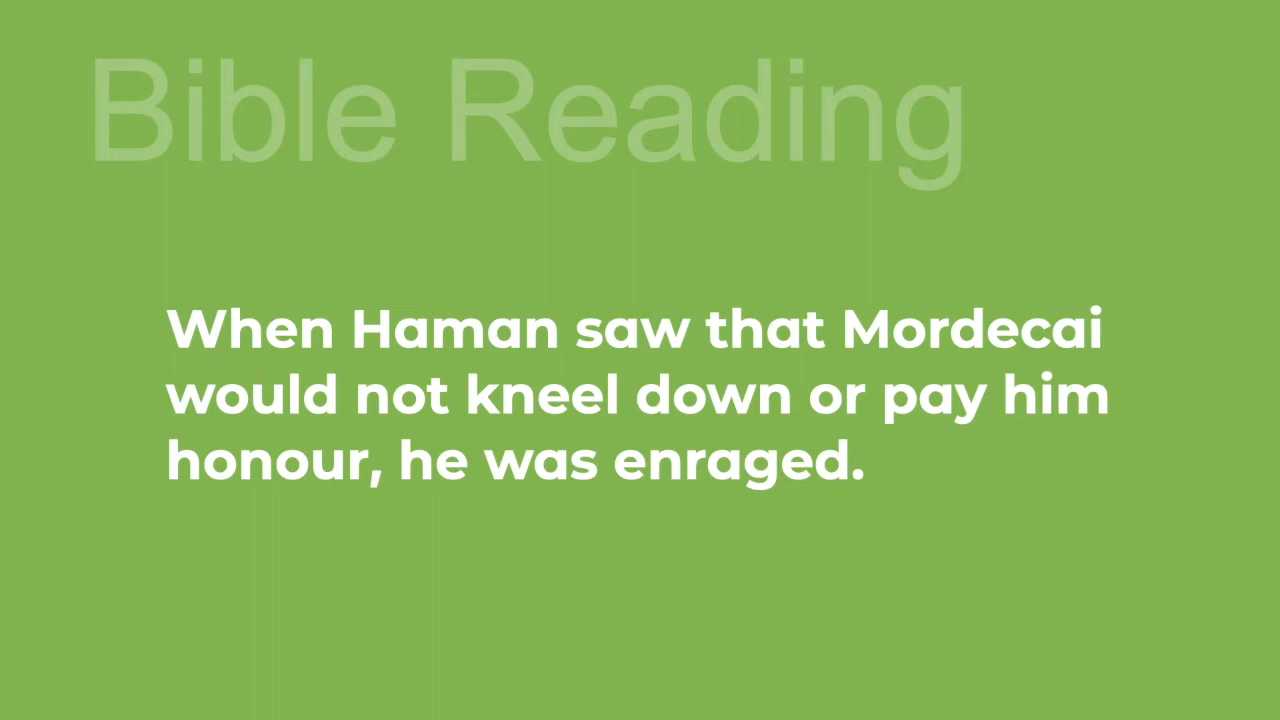 Bible Reading
When Haman saw that Mordecai
would not kneel down or pay him
honour, he was enraged.